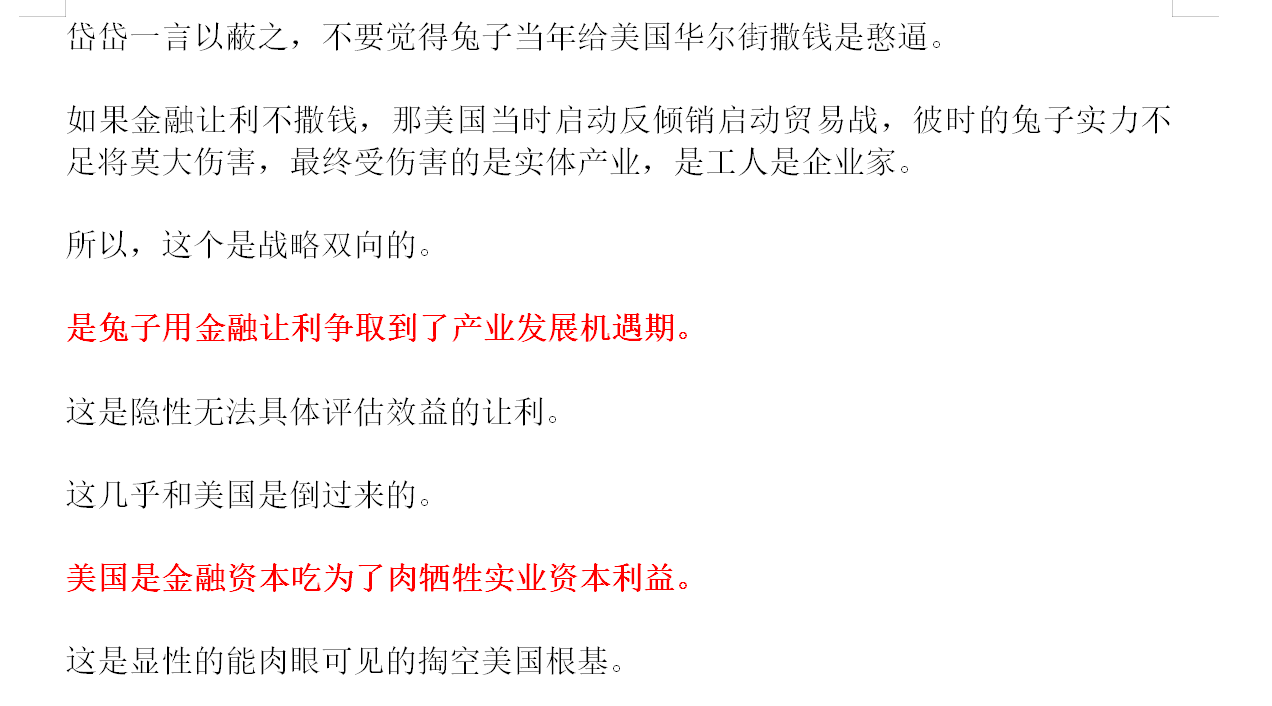 岱岱一言以蔽之，不要觉得兔子当年给美国华尔街撒钱是憨逼。
如果金融让利不撒钱，那美国当时启动反倾销启动贸易战，彼时的兔子实力不
足将莫大伤害，最终受伤害的是实体产业，是工人是企业家。
所以，这个是战略双向的。
是兔子用金融让利争取到了产业发展机遇期。
这是隐性无法具体评估效益的让利。
这几乎和美国是倒过来的。
美国是金融资本吃为了肉牺牲实业资本利益。
这是显性的能肉眼可见的掏空美国根基。